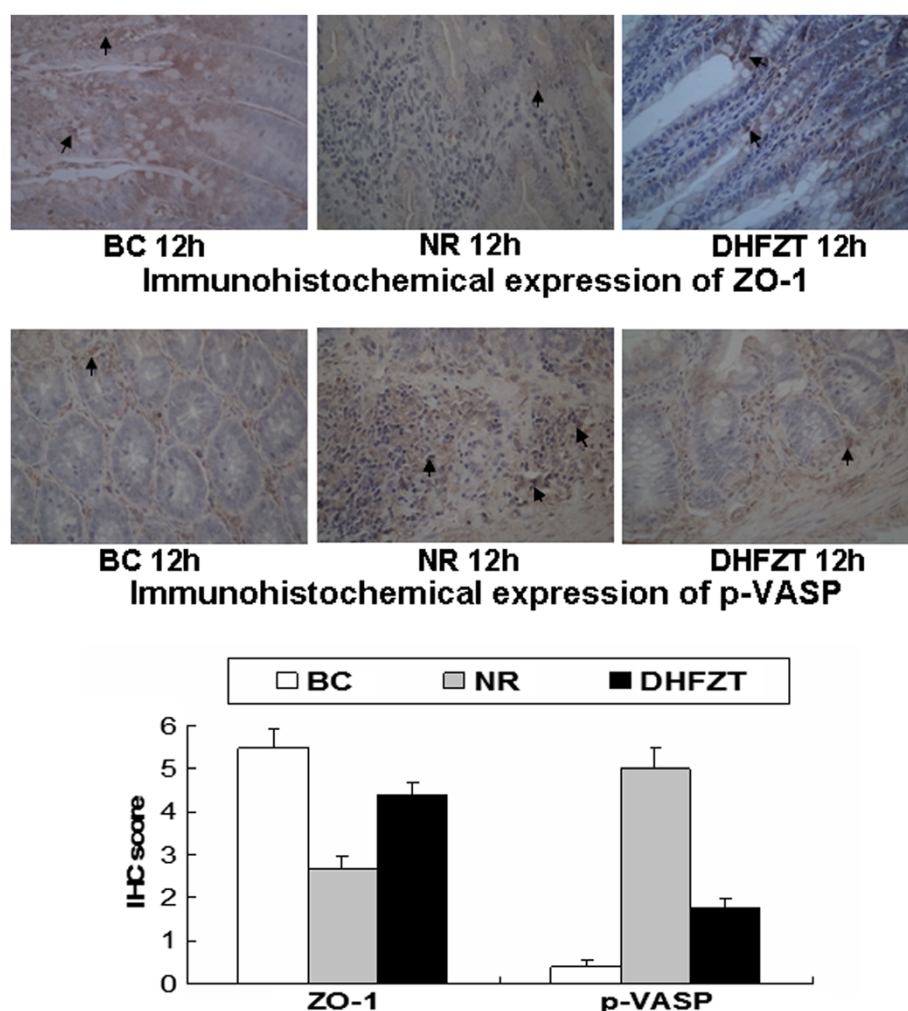 BC 12h NR 12h DHFZT 12h
Immunohistochemical expression of ZO-1
BC 12h NR 12h DHFZT 12h
Immunohistochemical expression of p-VASP
BC NR DHFZT
6
5
4
3
2
1
0
IHC score
ZO-1 p-VASP